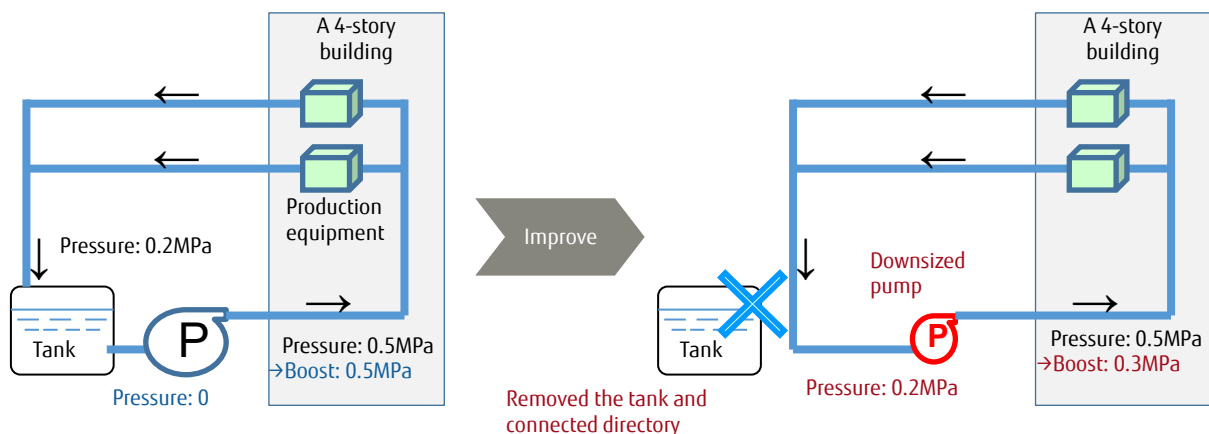 A 4-story
building
Production
equipment
Pressure: 0.2MPa
Tank
P
Pressure: 0.5MPa
→Boost: 0.5MPa
Pressure: 0
Improve
A 4-story
building
Downsized
pump
Tank
P
Pressure: 0.5MPa
→Boost: 0.3MPa
Pressure: 0.2MPa
Removed the tank and
connected directory